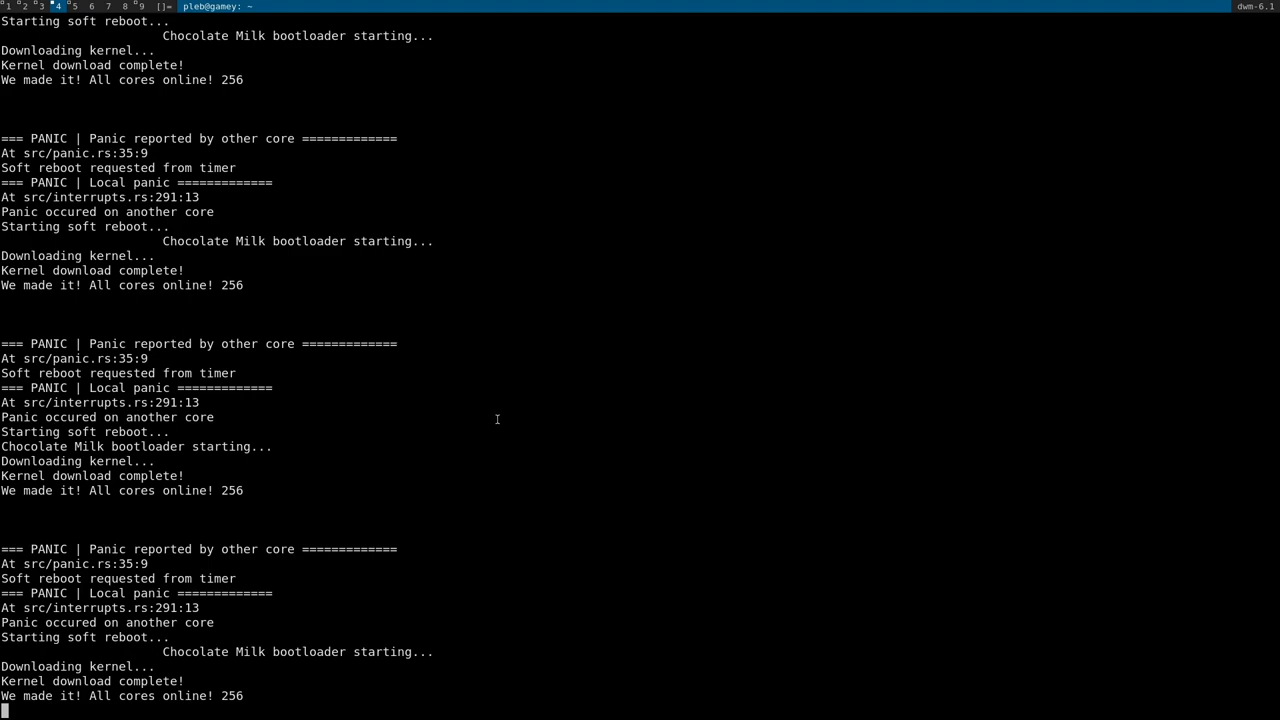 1 2 3 4 5 6 7 8 9 []= pleb@gamey: ~ dwm-6.1
Starting soft reboot...
Chocolate Milk bootloader starting...
Downloading kernel...
Kernel download complete!
We made it! All cores online! 256
=== PANIC | Panic reported by other core =============
At src/panic.rs:35:9
Soft reboot requested from timer
=== PANIC | Local panic =============
At src/interrupts.rs:291:13
Panic occured on another core
Starting soft reboot...
Chocolate Milk bootloader starting...
Downloading kernel...
Kernel download complete!
We made it! All cores online! 256
=== PANIC | Panic reported by other core =============
At src/panic.rs:35:9
Soft reboot requested from timer
=== PANIC | Local panic =============
At src/interrupts.rs:291:13
Panic occured on another core
Starting soft reboot...
Chocolate Milk bootloader starting...
Downloading kernel...
Kernel download complete!
We made it! All cores online! 256
=== PANIC | Panic reported by other core =============
At src/panic.rs:35:9
Soft reboot requested from timer
=== PANIC | Local panic =============
At src/interrupts.rs:291:13
Panic occured on another core
Starting soft reboot...
Chocolate Milk bootloader starting...
Downloading kernel...
Kernel download complete!
We made it! All cores online! 256